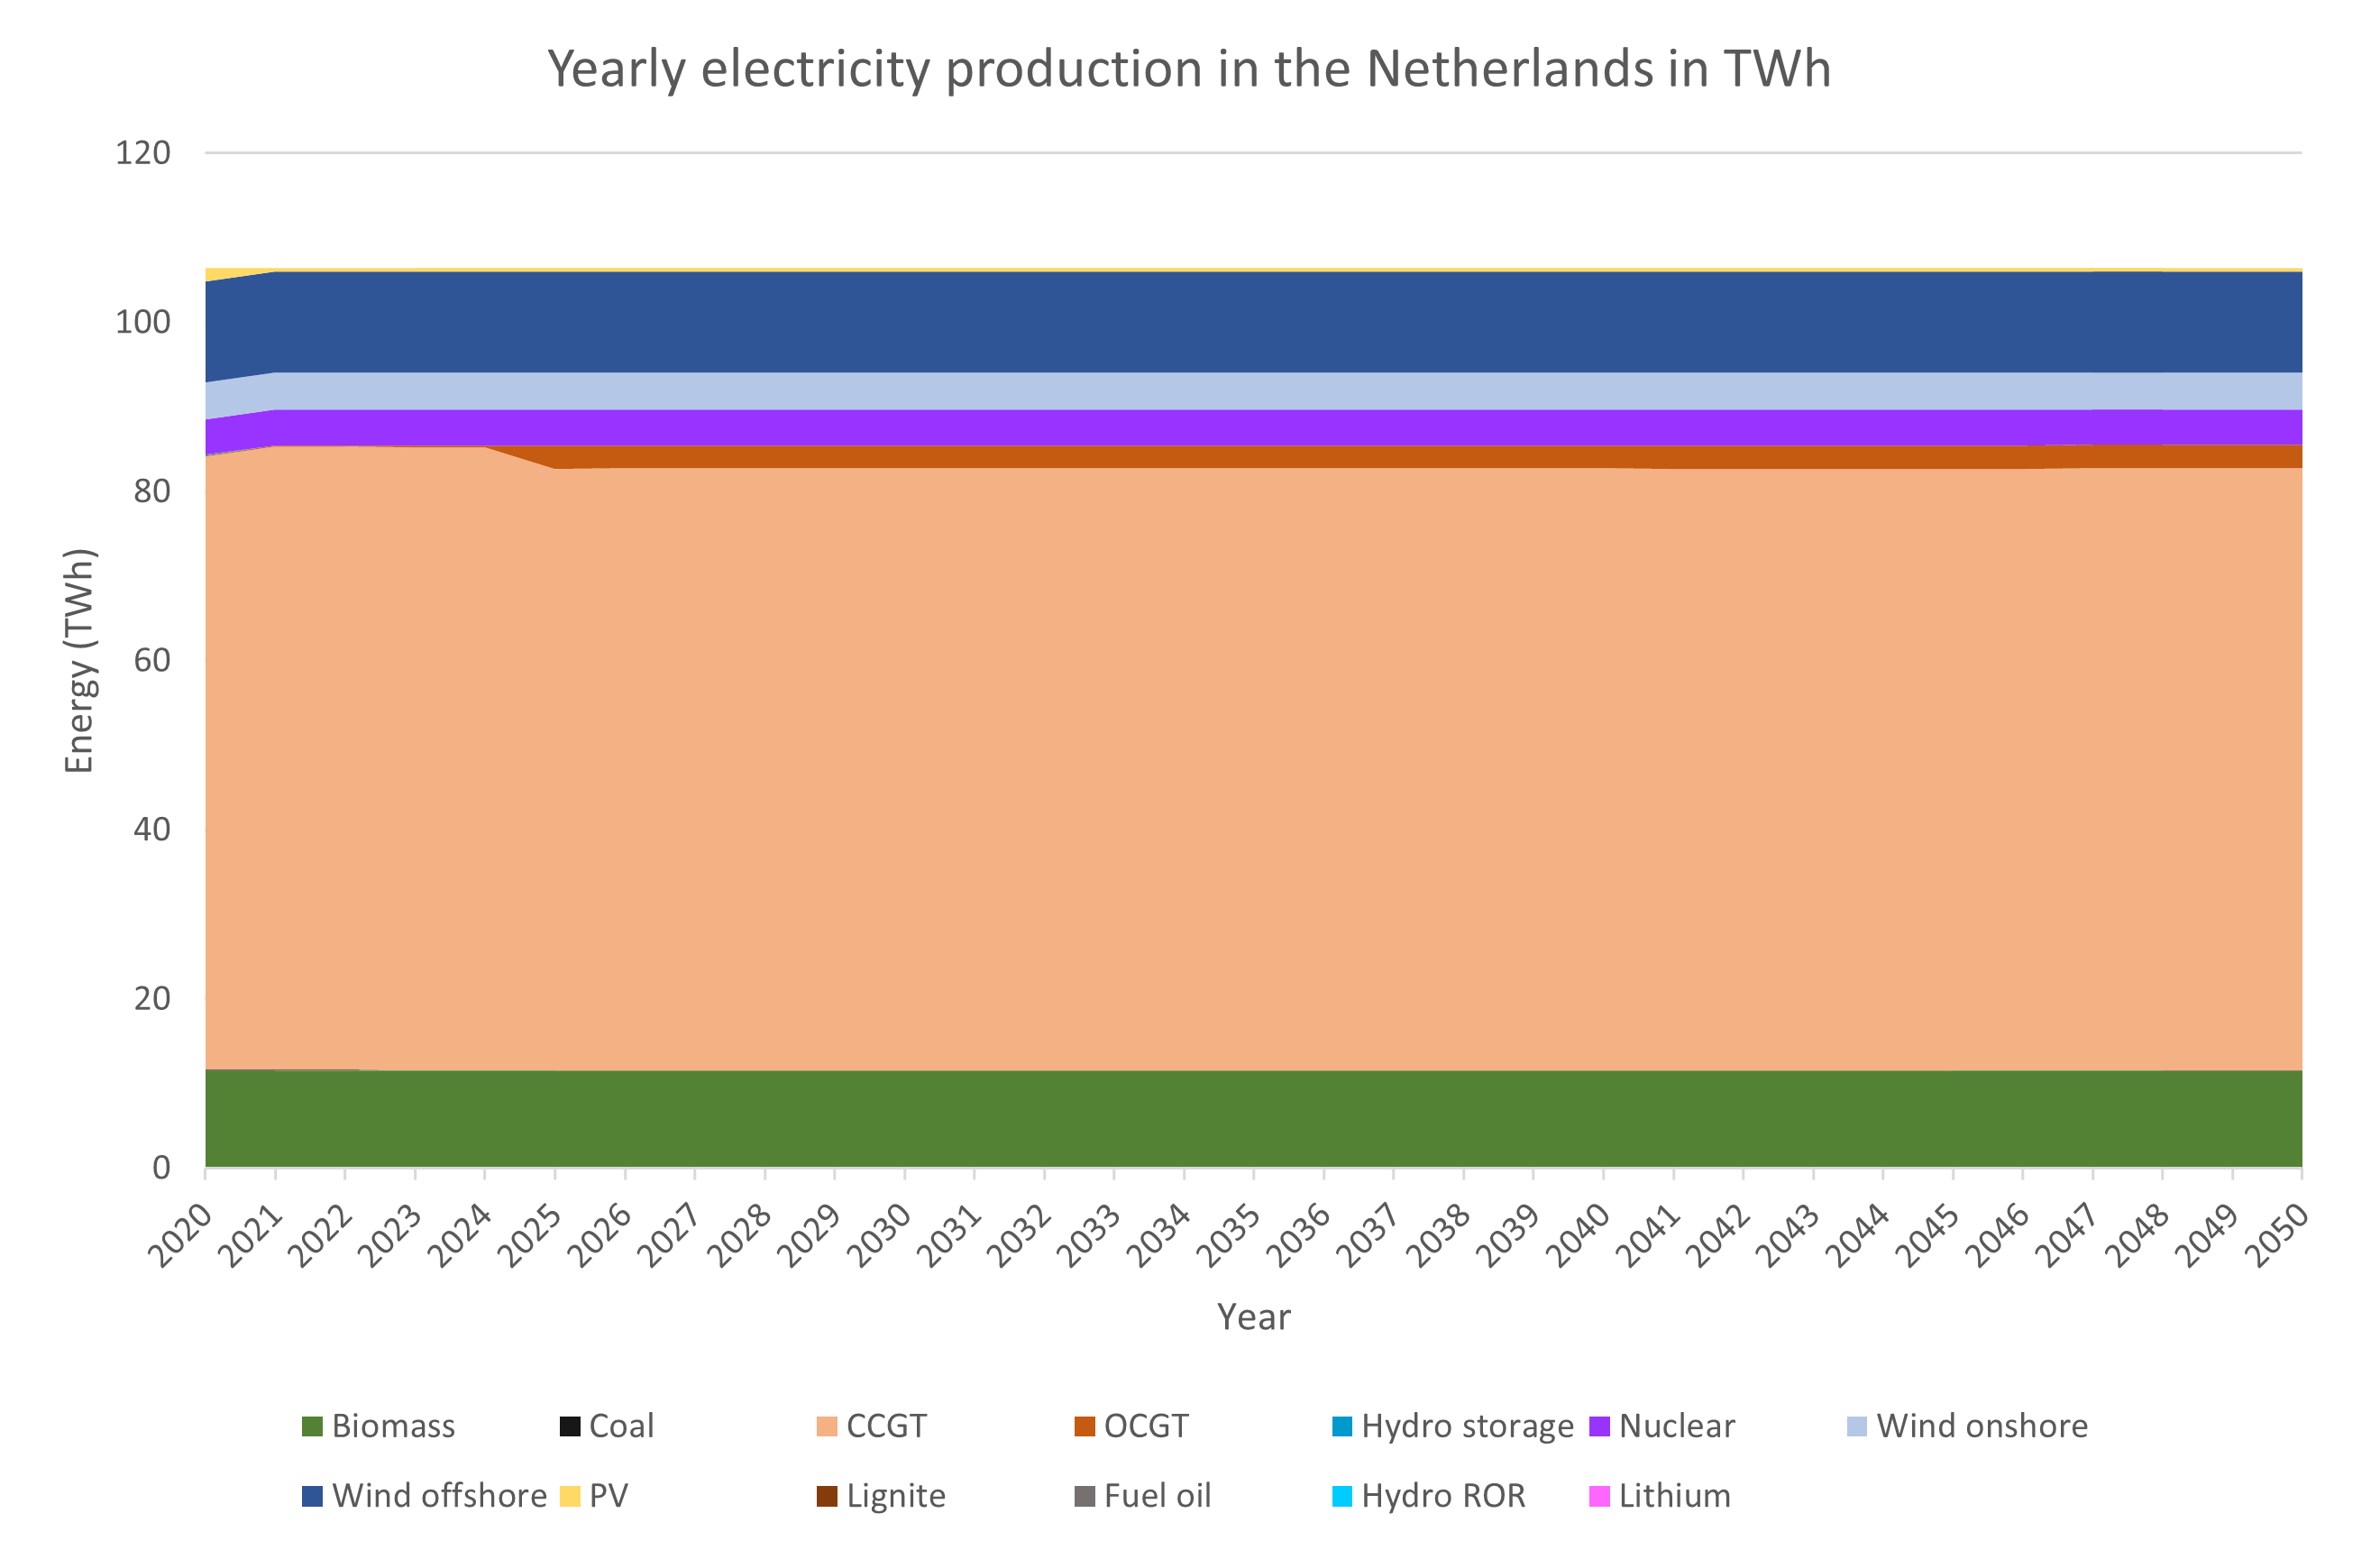 Yearly electricity production in the Netherlands in TWh
120
100
80
60
40
20
0
Energy (TWh)
2020 2021 2022 2023 2024 2025 2026 2027 2028 2029 2030 2031 2032 2033 2034 2035 2036 2037 2038 2039 2040 2041 2042 2043 2044 2045 2046 2047 2048 2049 2050
Year
Biomass Coal CCGT OCGT Hydro storage Nuclear Wind onshore
Wind offshore PV Lignite Fuel oil Hydro ROR Lithium